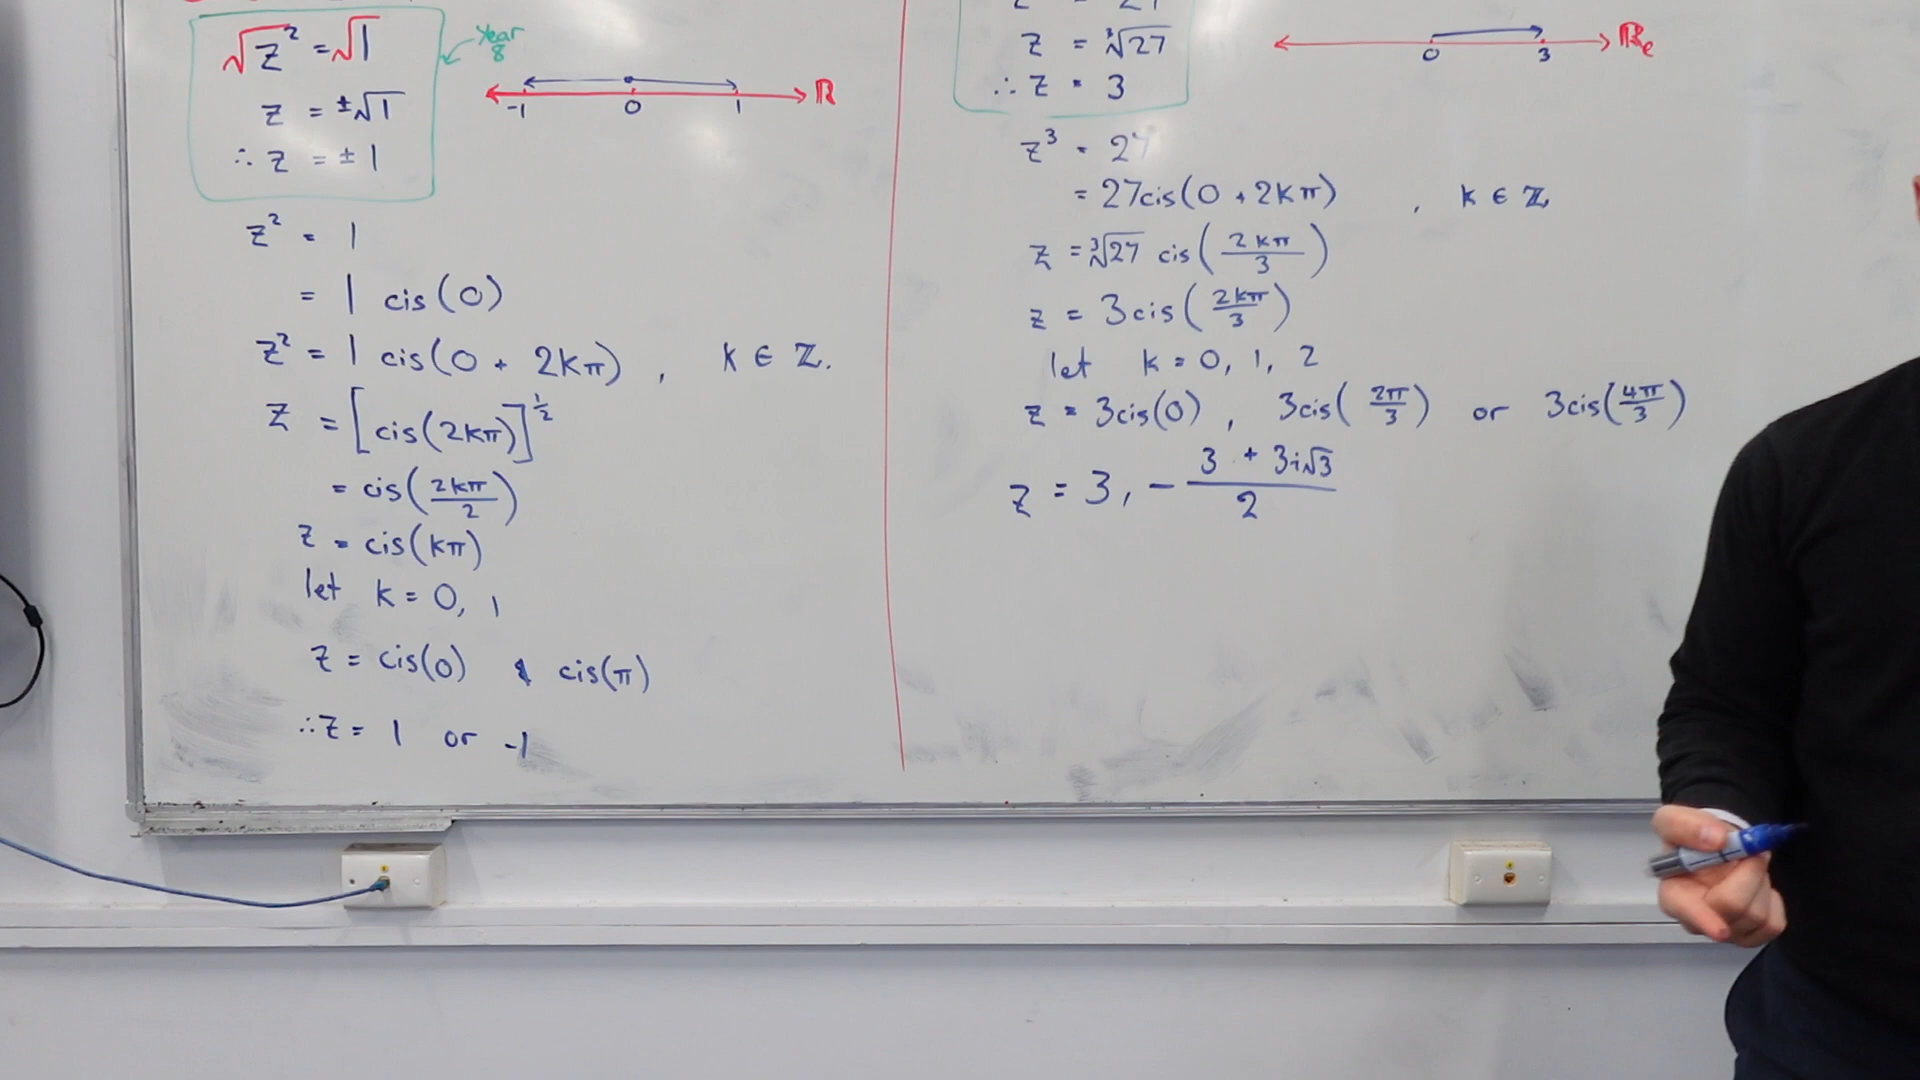 √z² = √1
z = ±√1
∴ z = ± 1
Year 8
-1 0 1 ℝ
z² = 1
= 1 cis(0)
z² = 1 cis(0 + 2kπ) , k ∈ ℤ.
z = [cis(2kπ)]^½
= cis(2kπ/2)
z = cis(kπ)
let k = 0, 1
z = cis(0) & cis(π)
∴ z = 1 or -1
z = ³√27
∴ z = 3
0 3
z³ = 27
= 27cis(0 + 2kπ) , k ∈ ℤ
z = ³√27 cis(2kπ/3)
z = 3cis(2kπ/3)
let k = 0, 1, 2
z = 3cis(0) , 3cis(2π/3) or 3cis(4π/3)
z = 3, - (3 + 3i√3)/2